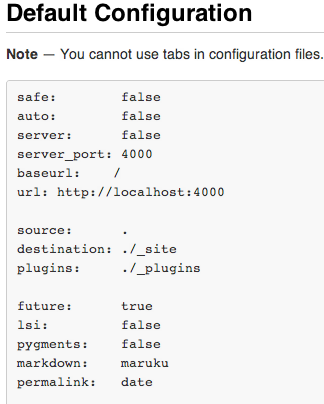 Default Configuration
Note — You cannot use tabs in configuration files.
safe:        false
auto:        false
server:      false
server_port: 4000
baseurl:    /
url: http://localhost:4000
source:      .
destination: ./_site
plugins:     ./_plugins
future:      true
lsi:         false
pygments:    false
markdown:    maruku
permalink:   date